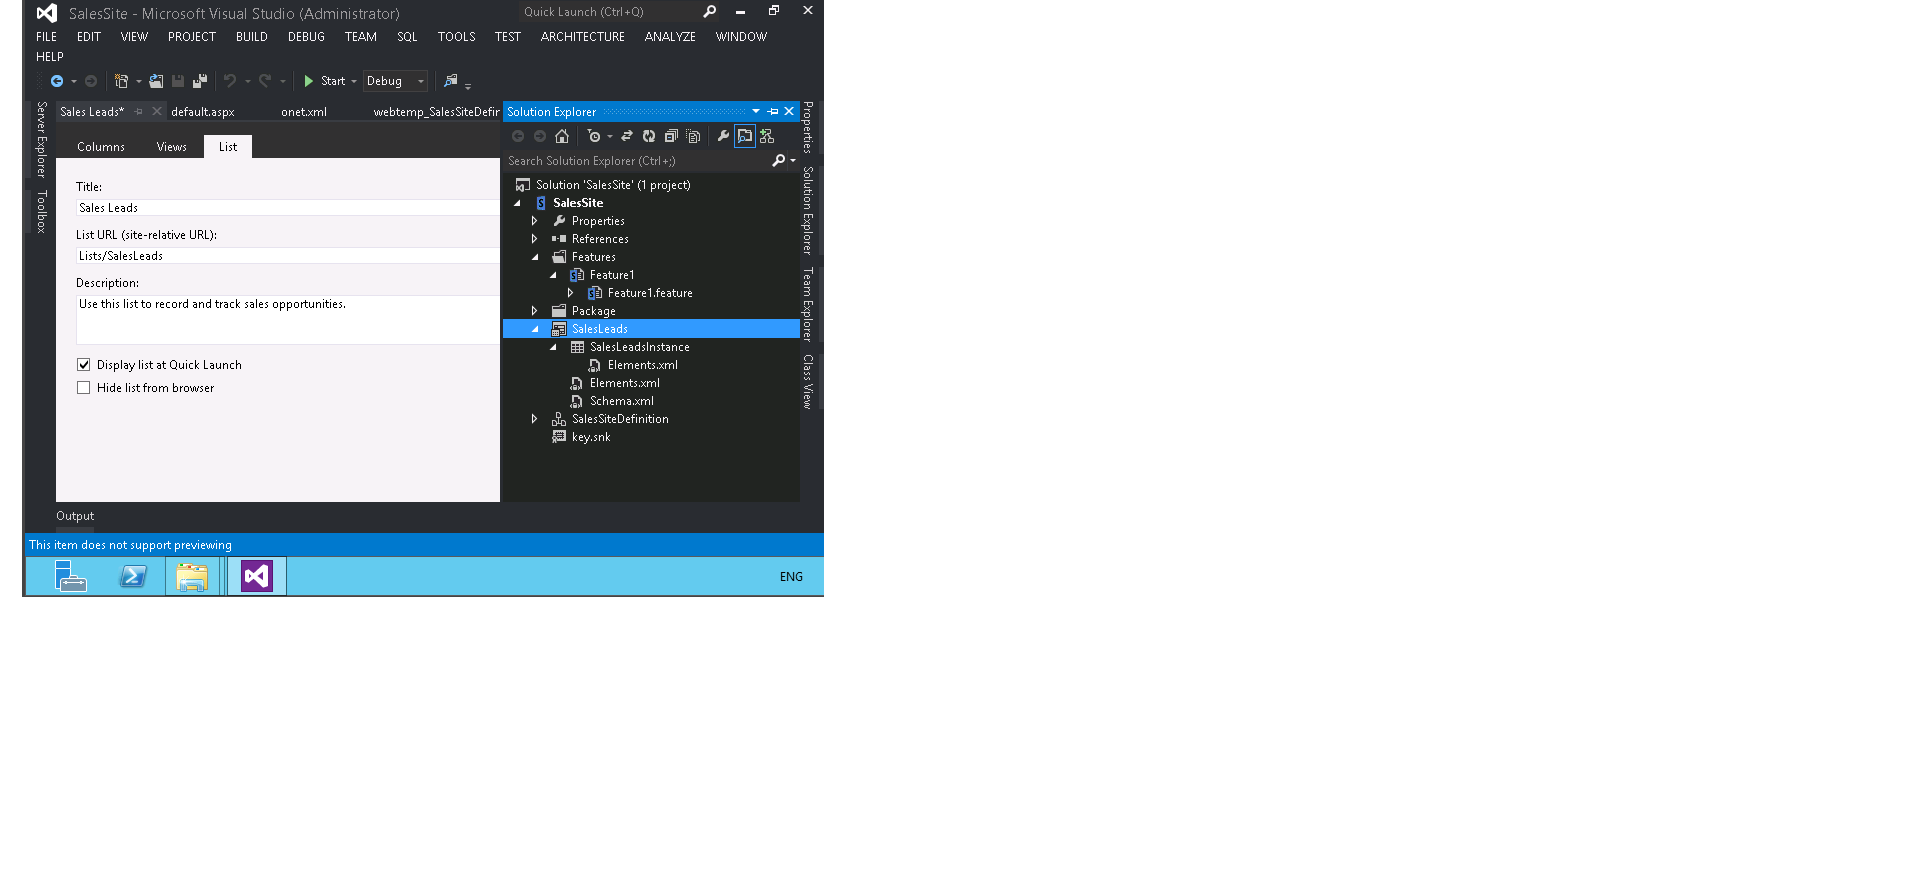 SalesSite - Microsoft Visual Studio (Administrator)
Quick Launch (Ctrl+Q)
FILE EDIT VIEW PROJECT BUILD DEBUG TEAM SQL TOOLS TEST ARCHITECTURE ANALYZE WINDOW
HELP
Start Debug
Server Explorer
Toolbox
Sales Leads* default.aspx onet.xml webtemp_SalesSiteDefin
Columns Views List
Title:
Sales Leads
List URL (site-relative URL):
Lists/SalesLeads
Description:
Use this list to record and track sales opportunities.
Display list at Quick Launch
Hide list from browser
Solution Explorer
Search Solution Explorer (Ctrl+;)
Solution 'SalesSite' (1 project)
SalesSite
Properties
References
Features
Feature1
Feature1.feature
Package
SalesLeads
SalesLeadsInstance
Elements.xml
Elements.xml
Schema.xml
SalesSiteDefinition
key.snk
Properties
Solution Explorer
Team Explorer
Class View
Output
This item does not support previewing
ENG